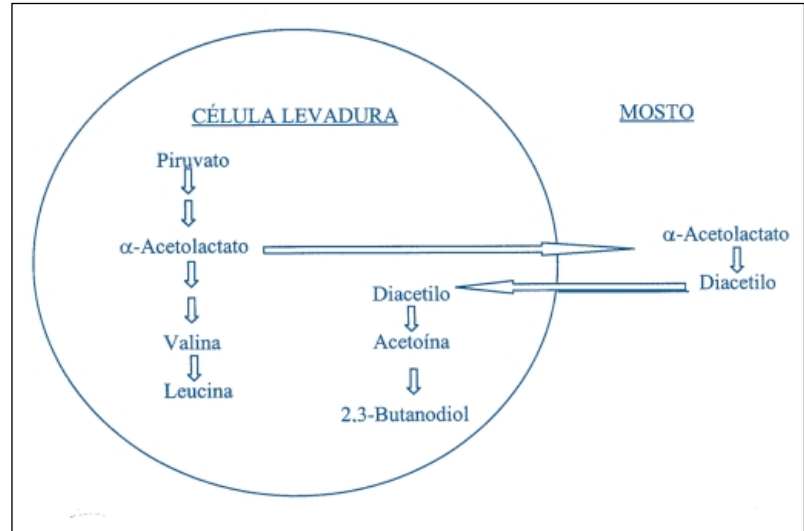 CÉLULA LEVADURA
MOSTO
Piruvato
α-Acetolactato
α-Acetolactato
Diacetilo
Diacetilo
Valina
Acetoína
Leucina
2,3-Butanodiol